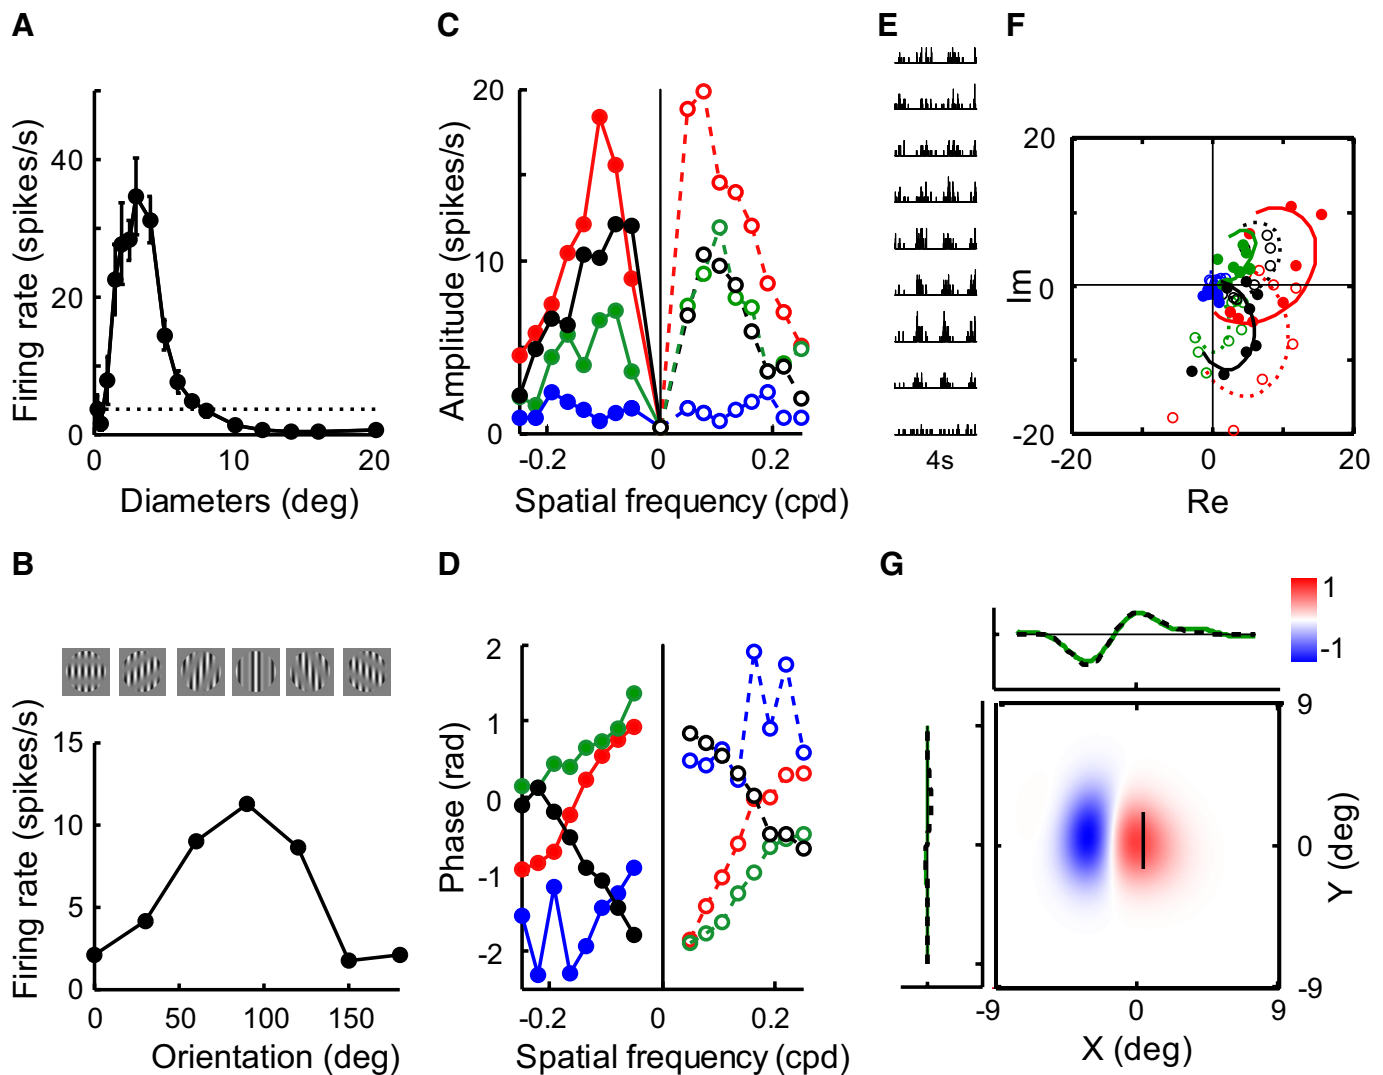 A
Firing rate (spikes/s)
40
20
0
0 10 20
Diameters (deg)
B
Firing rate (spikes/s)
15
10
5
0
0 50 100 150
Orientation (deg)
C
Amplitude (spikes/s)
20
10
0
-0.2 0 0.2
Spatial frequency (cpd)
D
Phase (rad)
2
1
0
-1
-2
-0.2 0 0.2
Spatial frequency (cpd)
E
4s
F
Im
20
0
-20
-20 0 20
Re
G
1
-1
9
0
-9
Y (deg)
-9 0 9
X (deg)